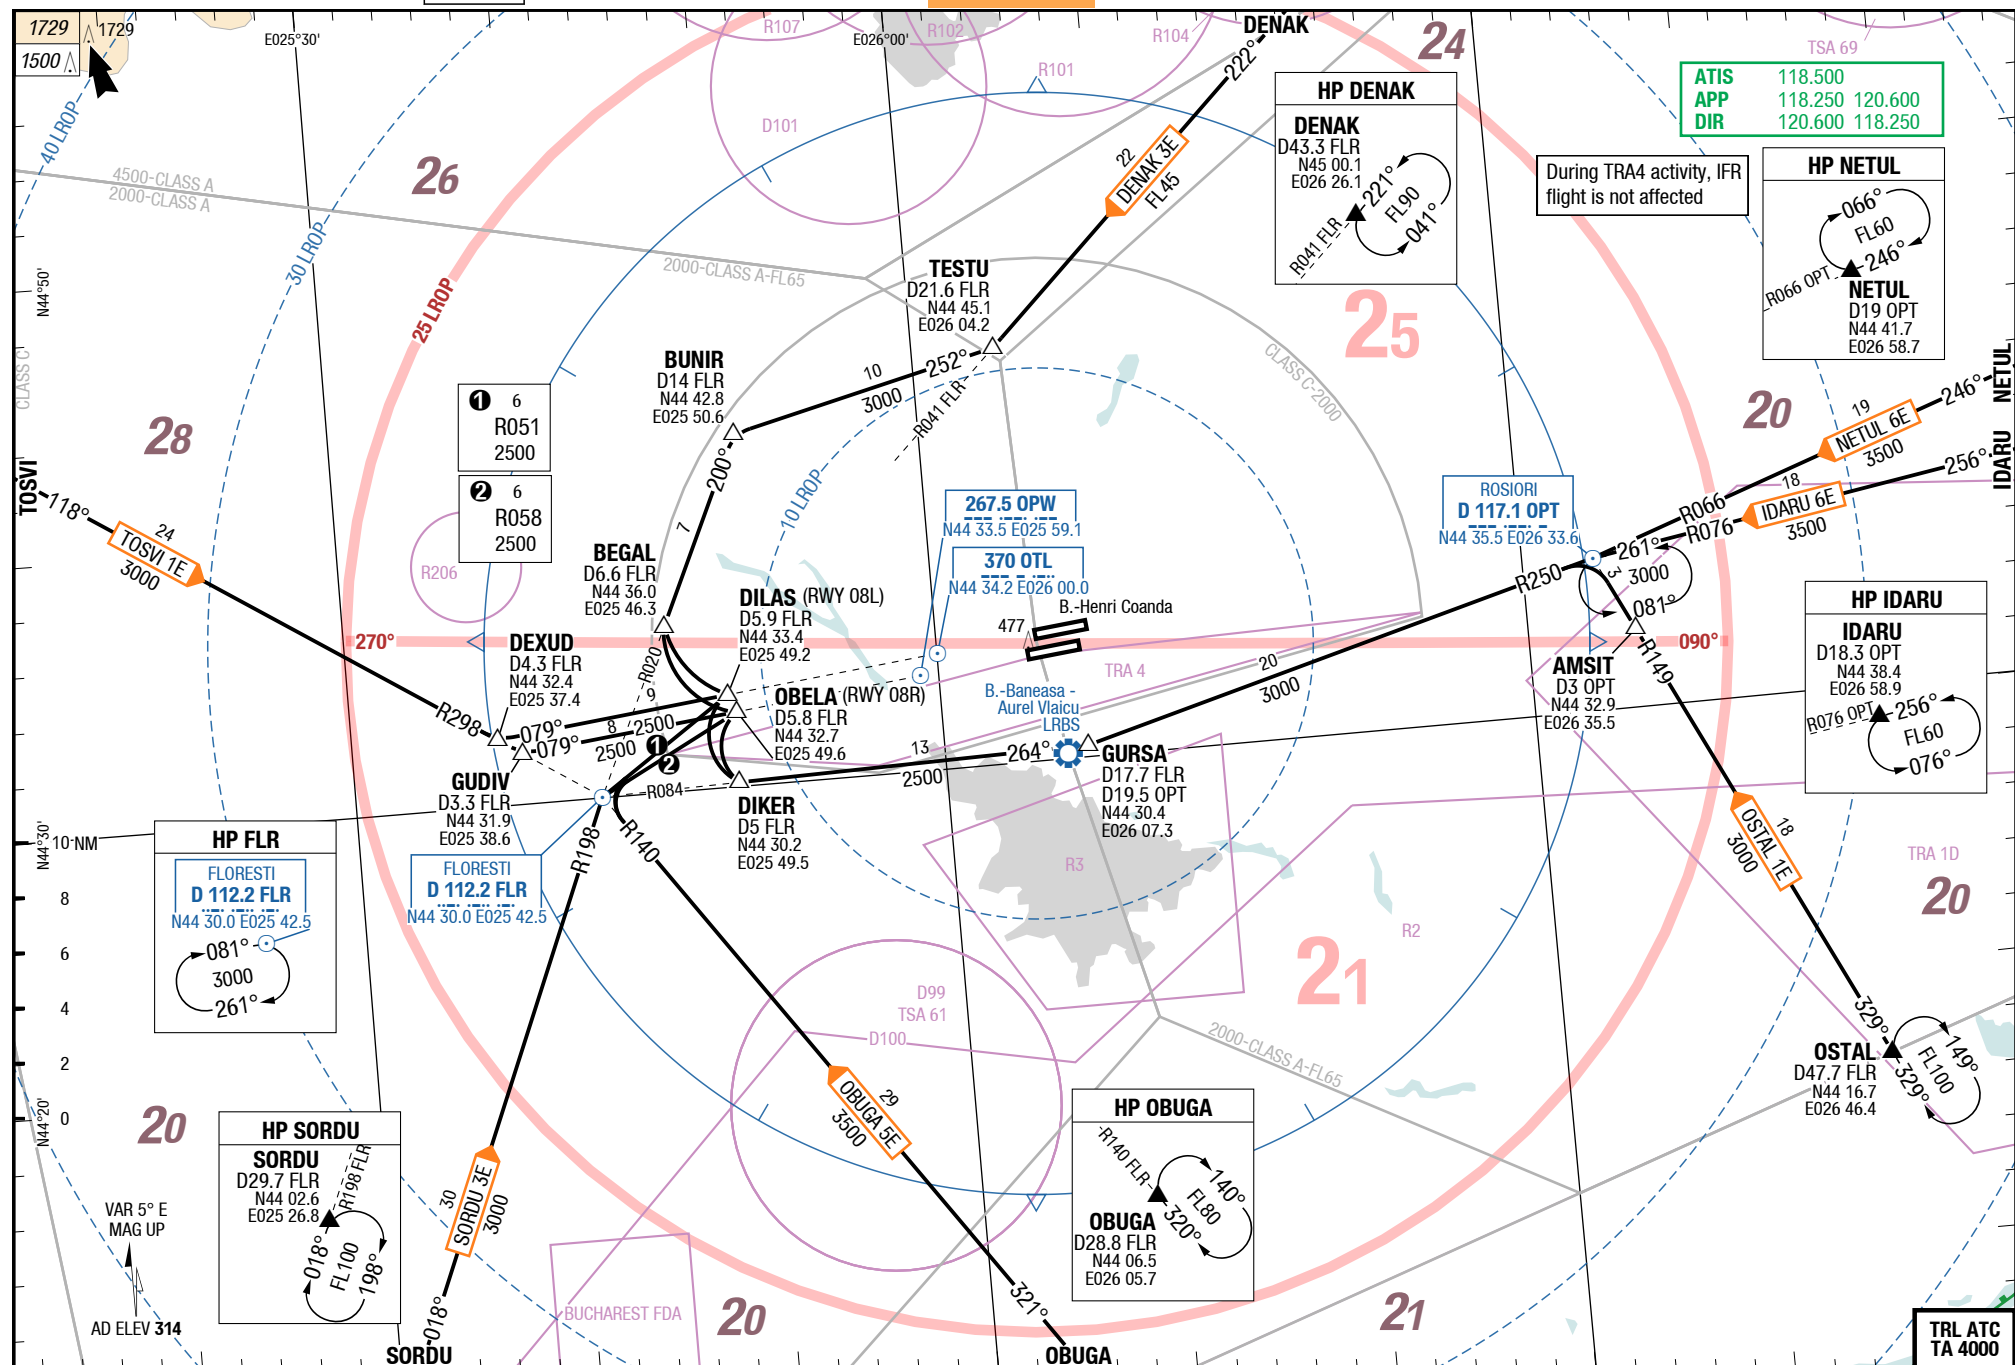 1729
1729
1500
E025°30'
E026°00'
R107
R102
R104
R101
D101
DENAK
222°
24
TSA 69
ATIS 118.500
APP 118.250 120.600
DIR 120.600 118.250
40 LROP
30 LROP
25 LROP
10 LROP
4500-CLASS A
2000-CLASS A
26
22
DENAK 3E
FL 45
HP DENAK
DENAK
D43.3 FLR
N45 00.1
E026 26.1
221°
FL90
041°
R041 FLR
During TRA4 activity, IFR
flight is not affected
HP NETUL
066°
FL60
246°
R066 OPT
NETUL
D19 OPT
N44 41.7
E026 58.7
N44°50'
2000-CLASS A-FL65
TESTU
D21.6 FLR
N44 45.1
E026 04.2
25
CLASS C
CLASS C-2000
BUNIR
D14 FLR
N44 42.8
E025 50.6
10
252°
3000
R041 FLR
28
1 6
R051
2500
2 6
R058
2500
20
19
NETUL 6E
3500
246°
NETUL
18
IDARU 6E
3500
256°
IDARU
R066
R076
TOSVI
118°
24
TOSVI 1E
3000
R206
200°
7
BEGAL
D6.6 FLR
N44 36.0
E025 46.3
267.5 OPW
N44 33.5 E025 59.1
370 OTL
N44 34.2 E026 00.0
ROSIORI
D 117.1 OPT
N44 35.5 E026 33.6
261°
3000
081°
3
R250
DILAS (RWY 08L)
D5.9 FLR
N44 33.4
E025 49.2
B.-Henri Coanda
477
270°
090°
DEXUD
D4.3 FLR
N44 32.4
E025 37.4
R020
TRA 4
20
3000
AMSIT
D3 OPT
N44 32.9
E026 35.5
R149
HP IDARU
IDARU
D18.3 OPT
N44 38.4
E026 58.9
R076 OPT
256°
FL60
076°
OBELA (RWY 08R)
D5.8 FLR
N44 32.7
E025 49.6
B.-Baneasa -
Aurel Vlaicu
LRBS
R298
079°
9
2500
079°
8
2500
1
2
13
264°
2500
GURSA
D17.7 FLR
D19.5 OPT
N44 30.4
E026 07.3
GUDIV
D3.3 FLR
N44 31.9
E025 38.6
R084
DIKER
D5 FLR
N44 30.2
E025 49.5
N44°30'
10 NM
8
6
4
2
0
HP FLR
FLORESTI
D 112.2 FLR
N44 30.0 E025 42.5
081°
3000
261°
FLORESTI
D 112.2 FLR
N44 30.0 E025 42.5
R198
R140
R3
R2
18
OSTAL 1E
3000
TRA 1D
20
D99
TSA 61
D100
21
2000-CLASS A-FL65
329°
OSTAL
D47.7 FLR
N44 16.7
E026 46.4
149°
FL100
329°
N44°20'
20
HP SORDU
SORDU
D29.7 FLR
N44 02.6
E025 26.8
R198 FLR
018°
FL100
198°
30
SORDU 3E
3000
018°
SORDU
29
OBUGA 5E
3500
321°
OBUGA
HP OBUGA
R140 FLR
140°
FL80
320°
OBUGA
D28.8 FLR
N44 06.5
E026 05.7
VAR 5° E
MAG UP
AD ELEV 314
BUCHAREST FDA
20
21
TRL ATC
TA 4000